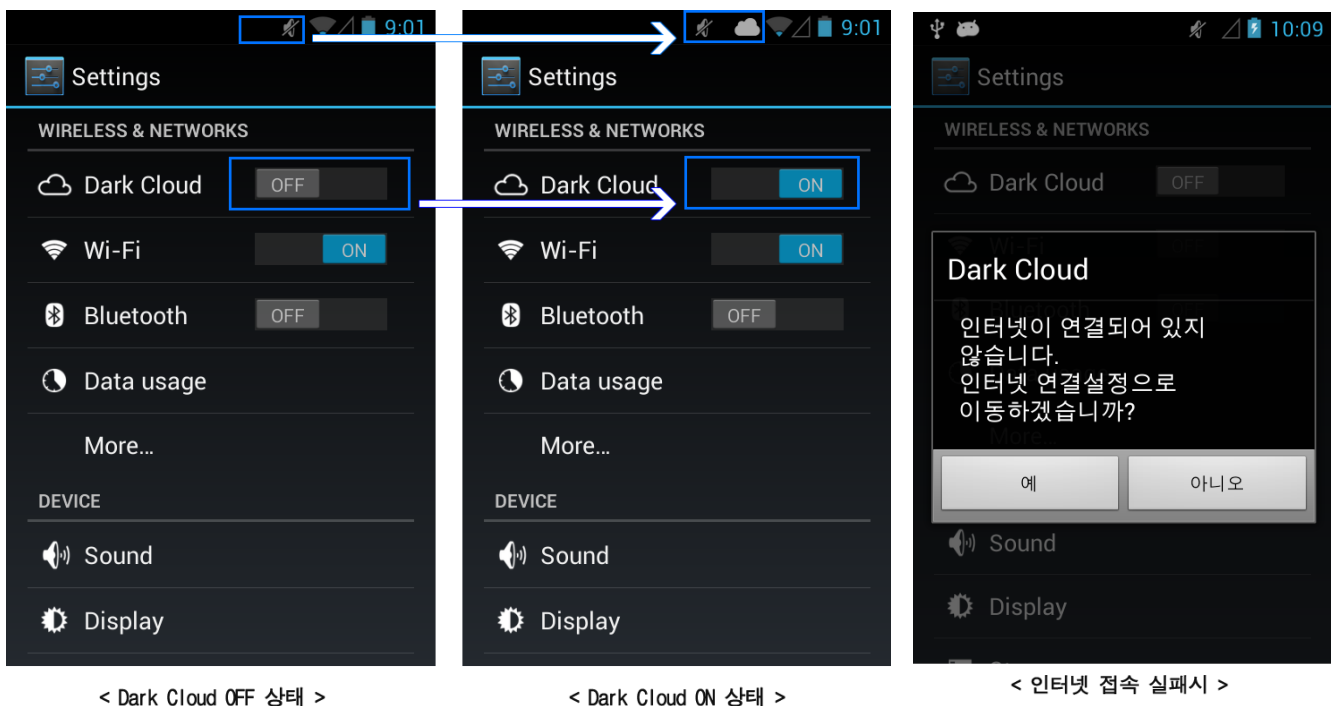 9:01
Settings
WIRELESS & NETWORKS
Dark Cloud OFF
Wi-Fi ON
Bluetooth OFF
Data usage
More...
DEVICE
Sound
Display
< Dark Cloud OFF 상태 >
9:01
Settings
WIRELESS & NETWORKS
Dark Cloud ON
Wi-Fi ON
Bluetooth OFF
Data usage
More...
DEVICE
Sound
Display
< Dark Cloud ON 상태 >
10:09
Settings
WIRELESS & NETWORKS
Dark Cloud OFF
Wi-Fi
Dark Cloud
Bluetooth
인터넷이 연결되어 있지
않습니다.
인터넷 연결설정으로
이동하겠습니까?
More...
예 아니오
Sound
Display
< 인터넷 접속 실패시 >